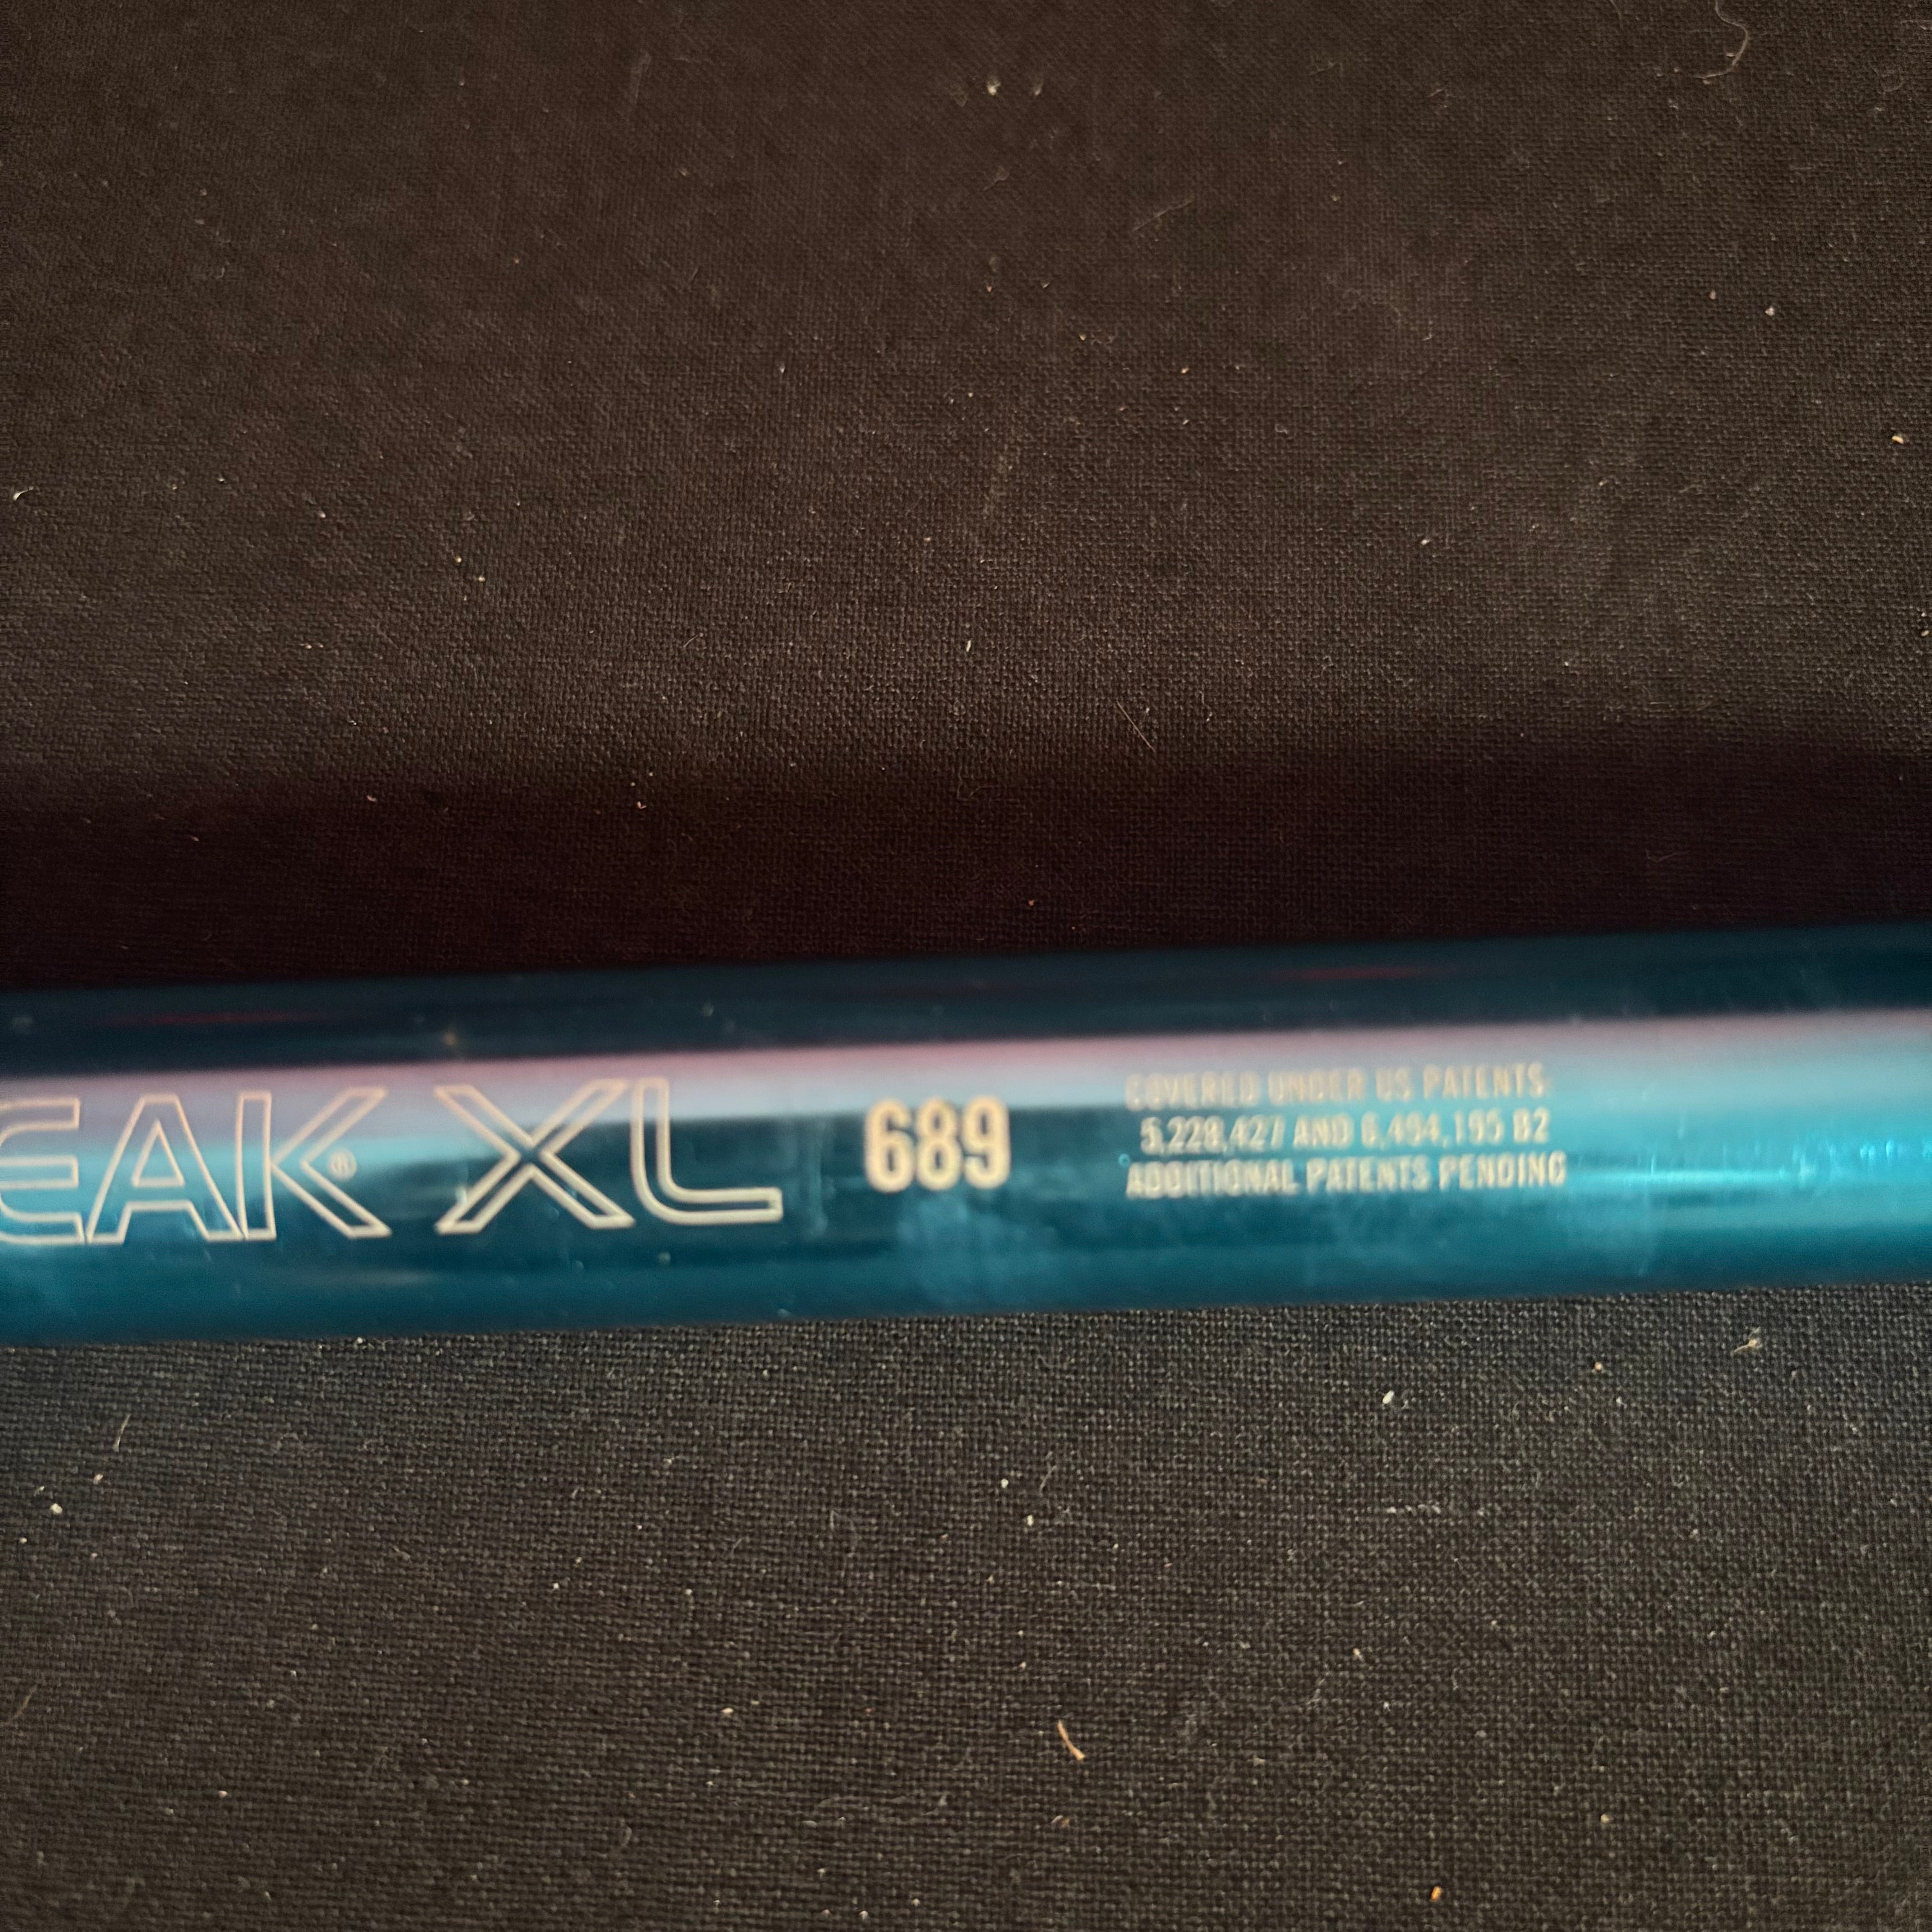 EAK® XL 689
COVERED UNDER US PATENTS
5,228,427 AND 6,494,195 B2
ADDITIONAL PATENTS PENDING